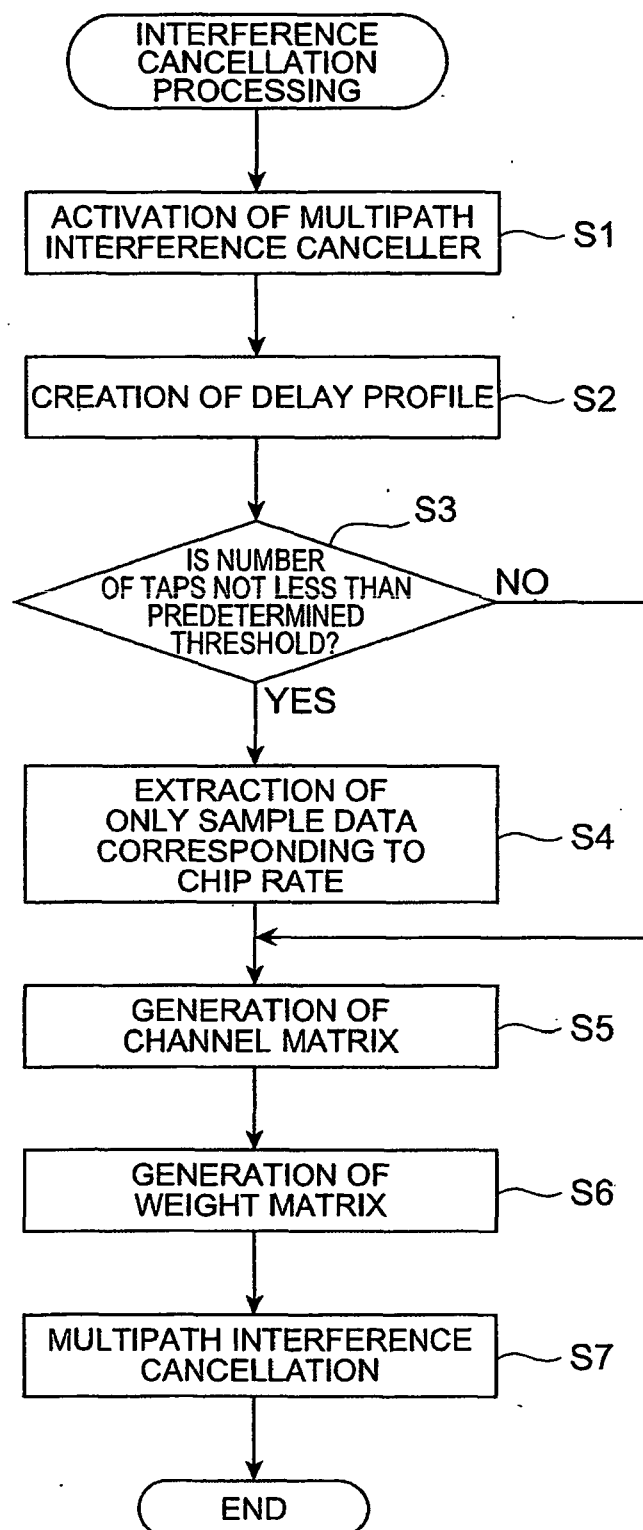 INTERFERENCE
CANCELLATION
PROCESSING
ACTIVATION OF MULTIPATH
INTERFERENCE CANCELLER
S1
CREATION OF DELAY PROFILE
S2
S3
IS NUMBER
OF TAPS NOT LESS THAN
PREDETERMINED
THRESHOLD?
NO
YES
EXTRACTION OF
ONLY SAMPLE DATA
CORRESPONDING TO
CHIP RATE
S4
GENERATION OF
CHANNEL MATRIX
S5
GENERATION OF
WEIGHT MATRIX
S6
MULTIPATH INTERFERENCE
CANCELLATION
S7
END